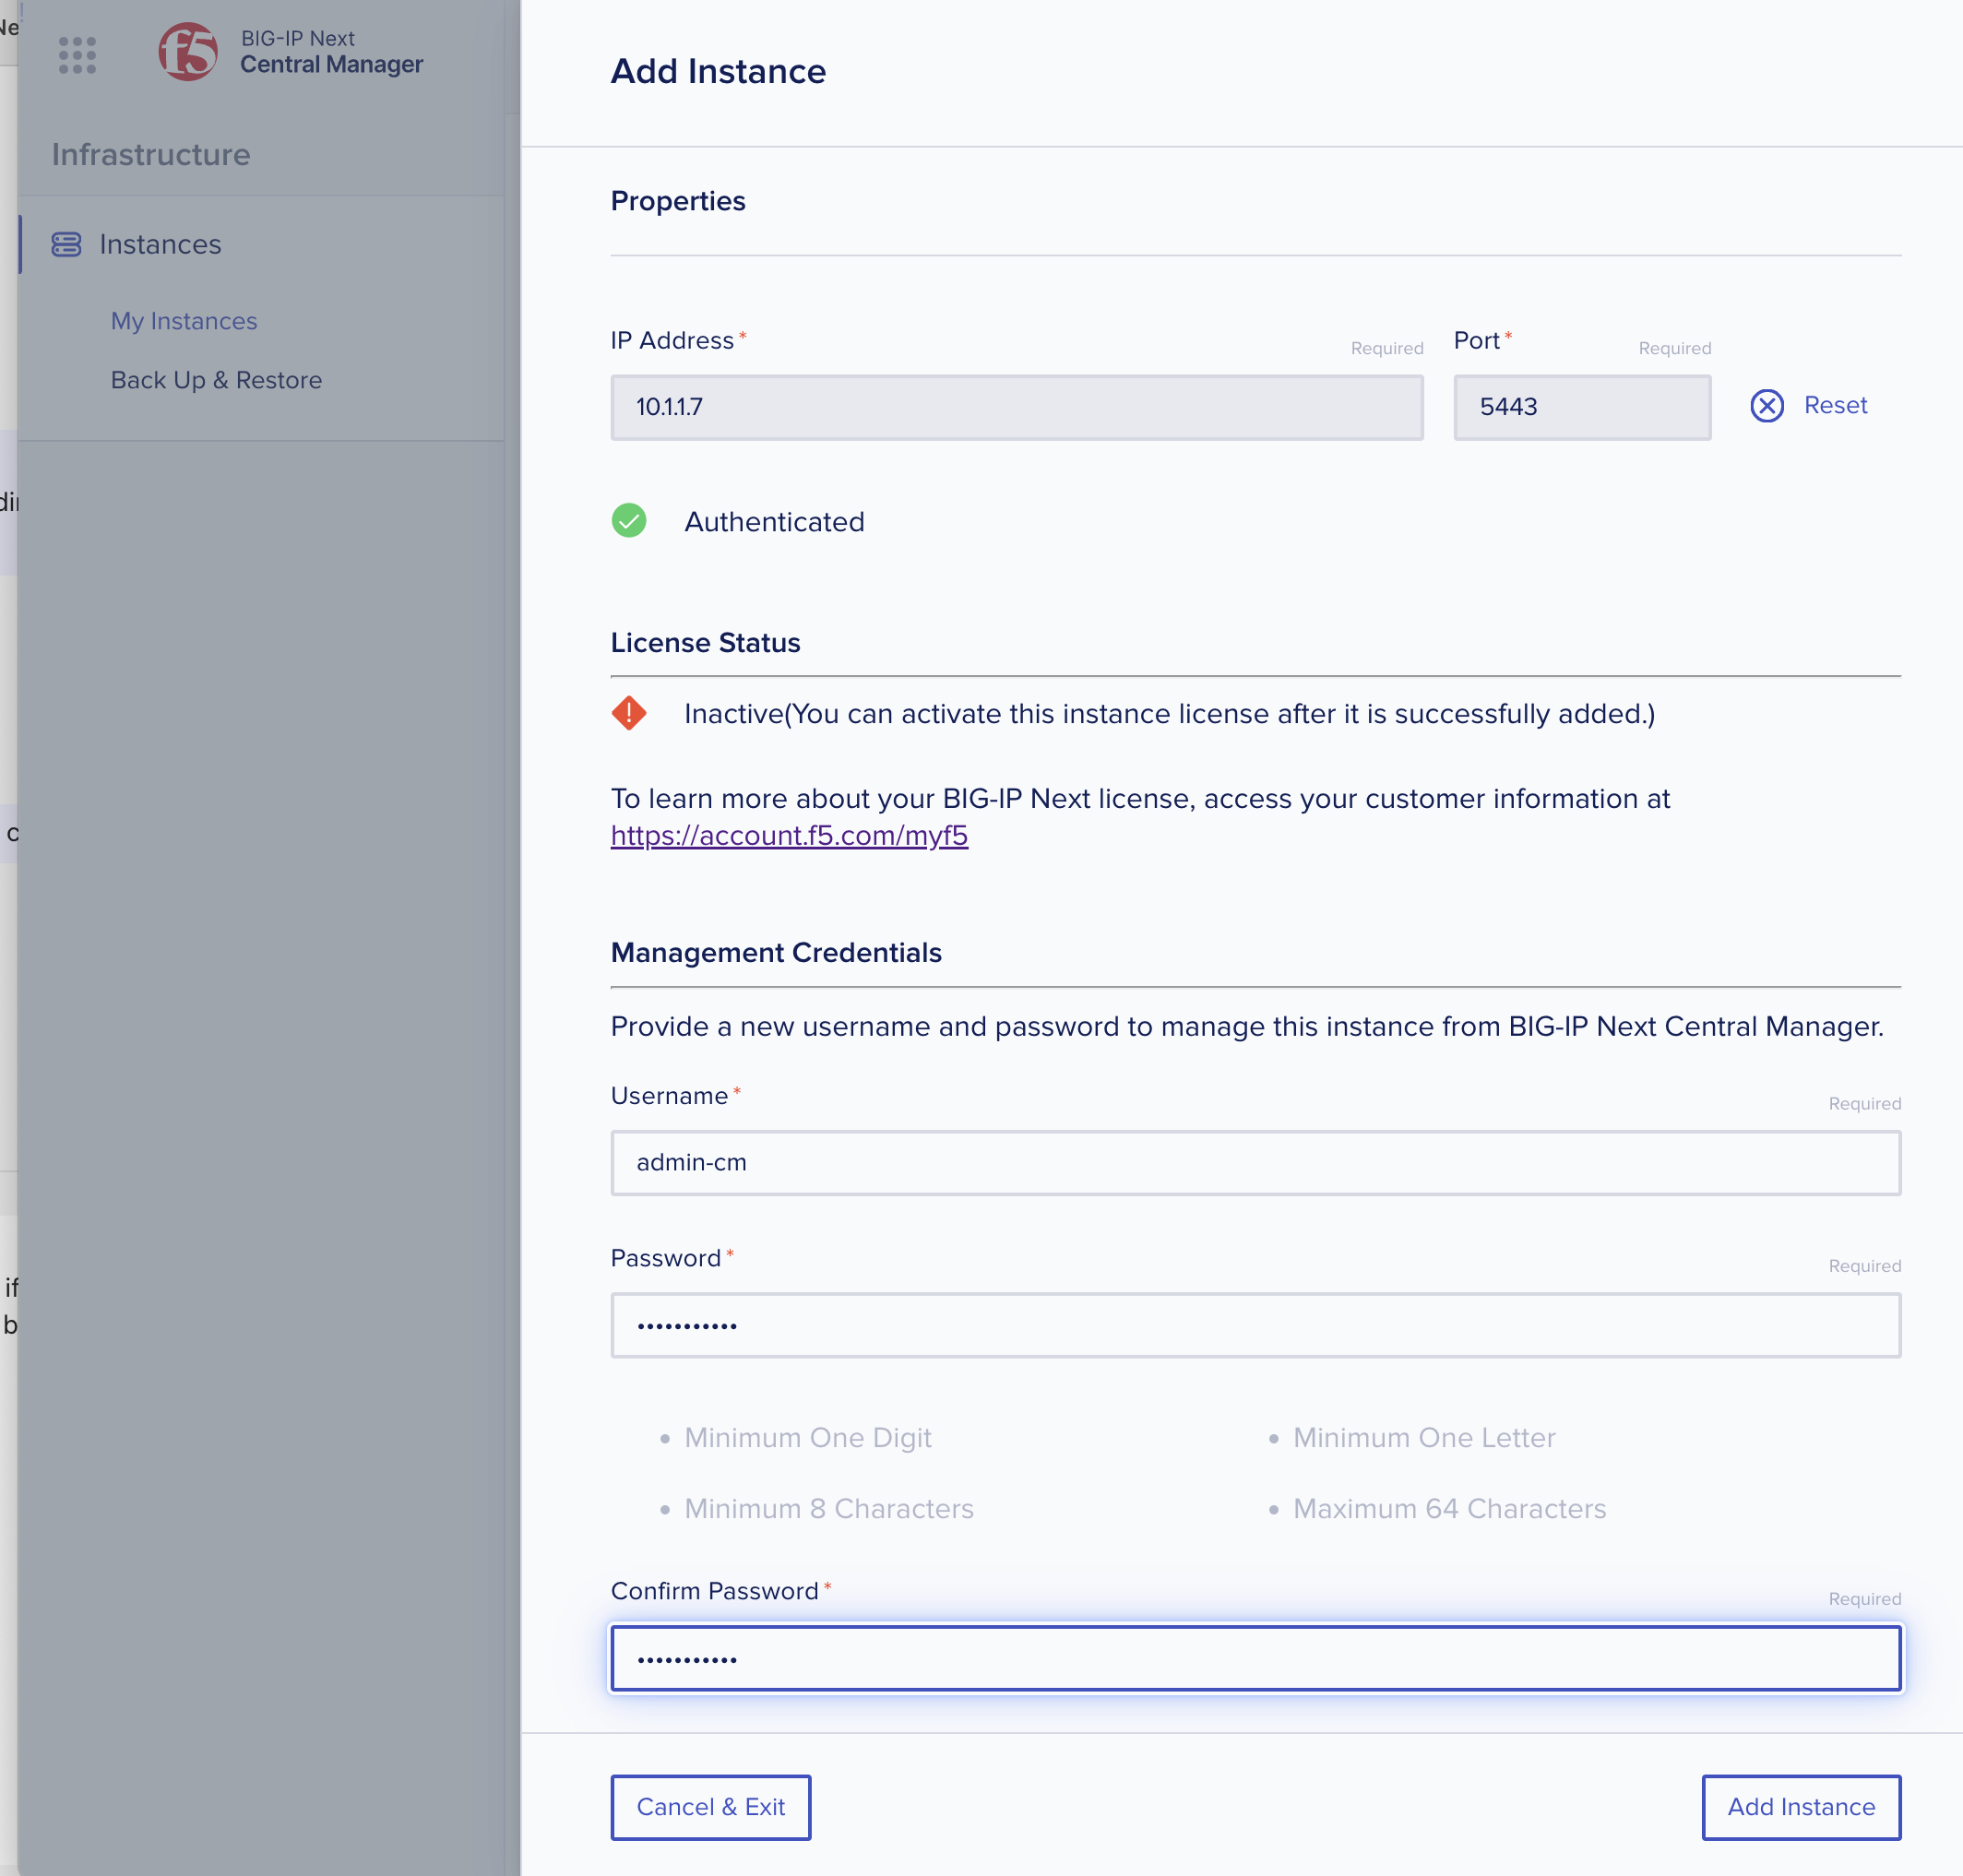 BIG-IP Next
Central Manager
Infrastructure
Instances
My Instances
Back Up & Restore
Add Instance
Properties
IP Address *
Required
Port *
Required
10.1.1.7
5443
Reset
Authenticated
License Status
Inactive(You can activate this instance license after it is successfully added.)
To learn more about your BIG-IP Next license, access your customer information at
https://account.f5.com/myf5
Management Credentials
Provide a new username and password to manage this instance from BIG-IP Next Central Manager.
Username *
Required
admin-cm
Password *
Required
•••••••••••
• Minimum One Digit
• Minimum One Letter
• Minimum 8 Characters
• Maximum 64 Characters
Confirm Password *
Required
•••••••••••
Cancel & Exit
Add Instance